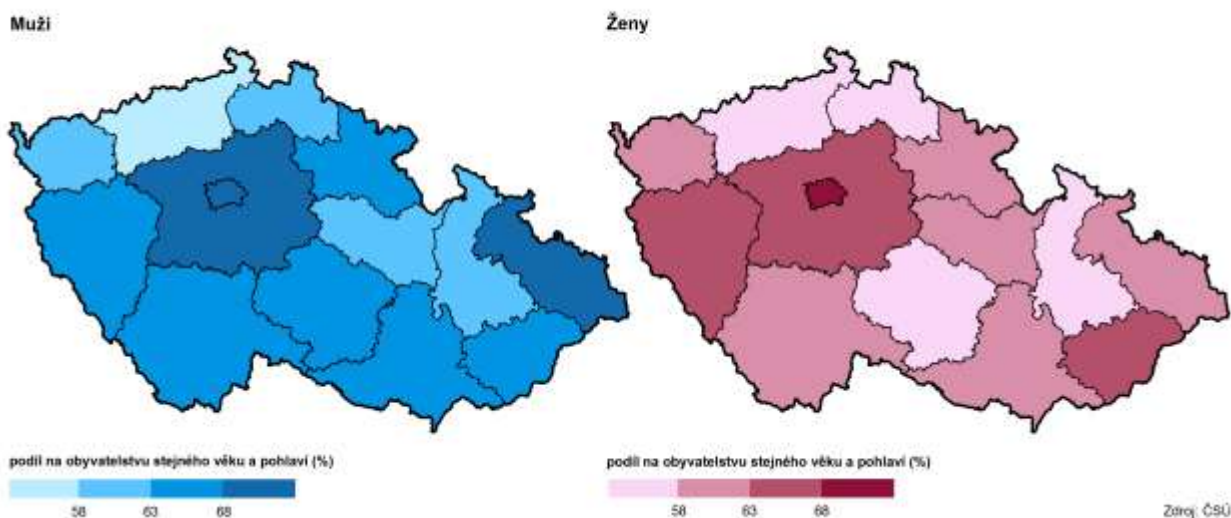 Muži
Ženy
podíl na obyvatelstvu stejného věku a pohlaví (%)
58 63 68
podíl na obyvatelstvu stejného věku a pohlaví (%)
58 63 68
Zdroj: ČSÚ